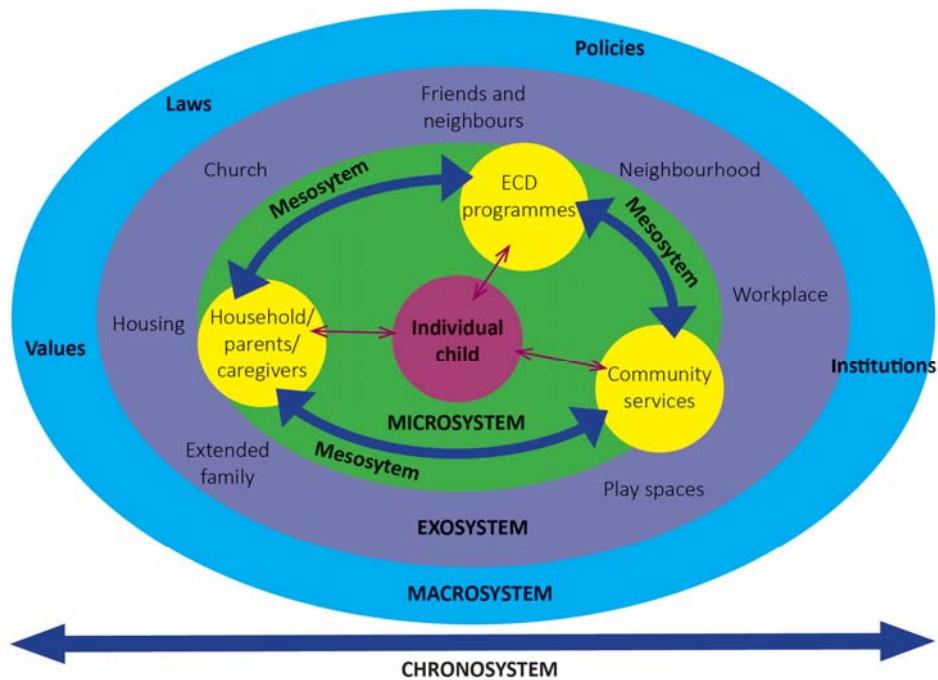 Policies
Laws
Friends and
neighbours
Church
Neighbourhood
Mesosytem
ECD
programmes
Mesosytem
Workplace
Housing
Household/
parents/
caregivers
Individual
child
Values
Institutions
Community
services
MICROSYSTEM
Mesosytem
Extended
family
Play spaces
EXOSYSTEM
MACROSYSTEM
CHRONOSYSTEM